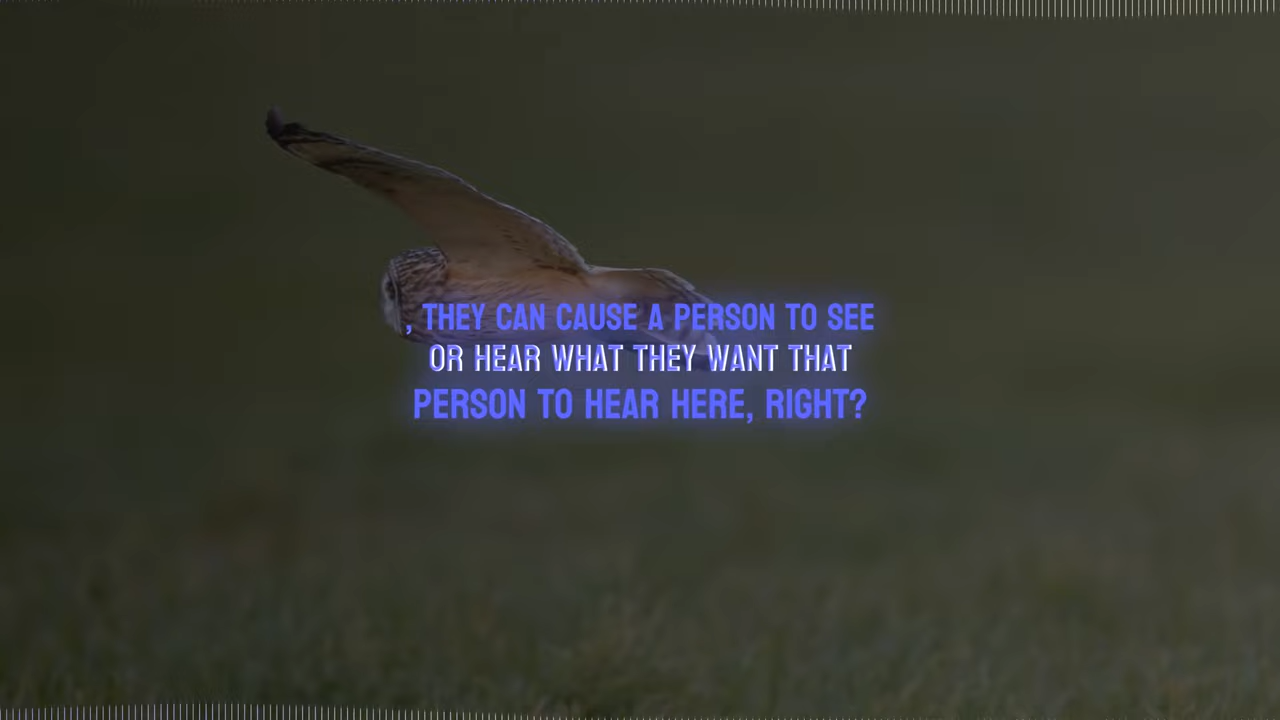 , THEY CAN CAUSE A PERSON TO SEE
OR HEAR WHAT THEY WANT THAT
PERSON TO HEAR HERE, RIGHT?